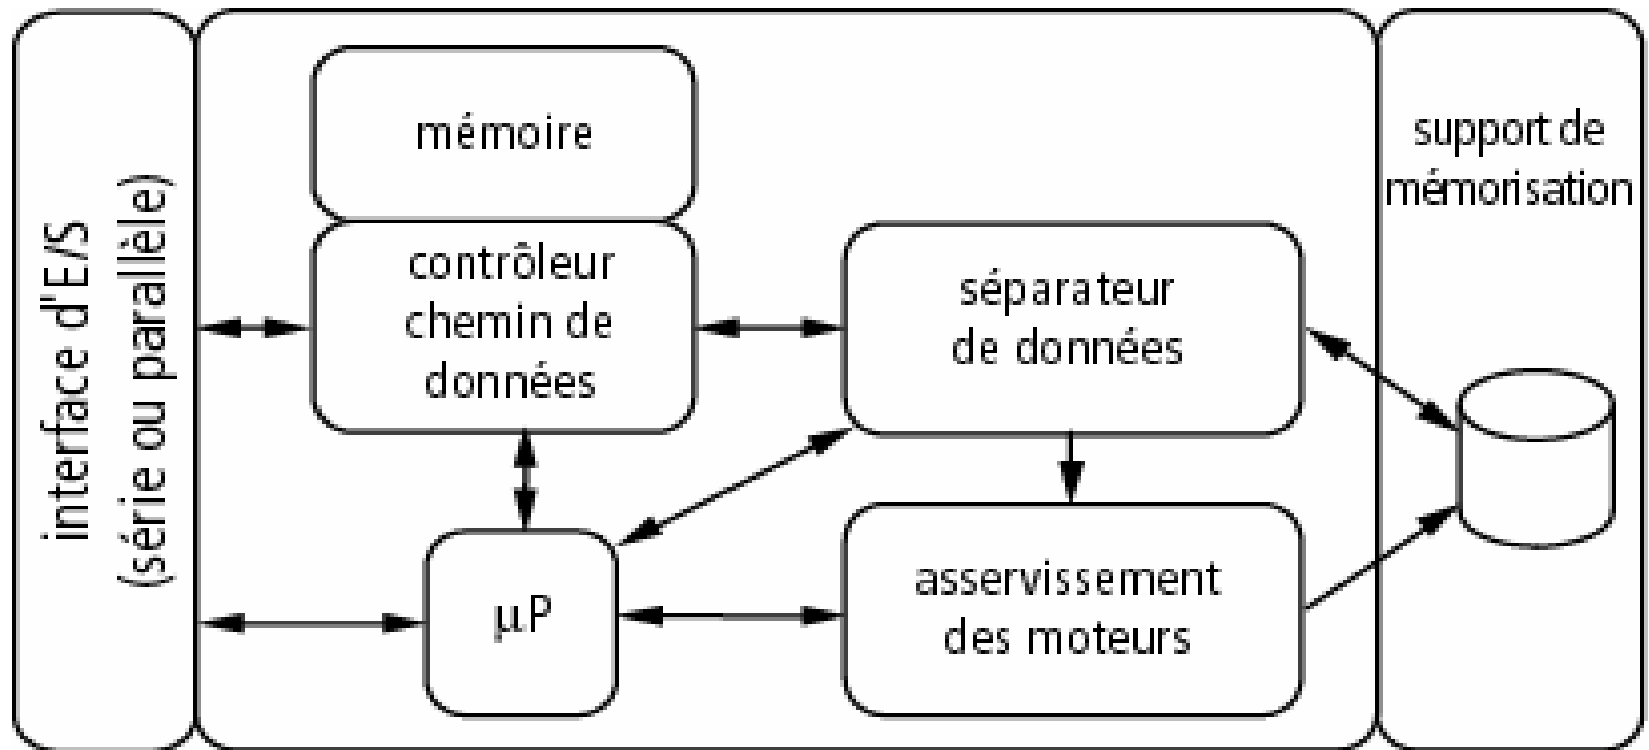 interface d'E/S
(série ou parallèle)
mémoire
contrôleur
chemin de
données
µP
séparateur
de données
asservissement
des moteurs
support de
mémorisation